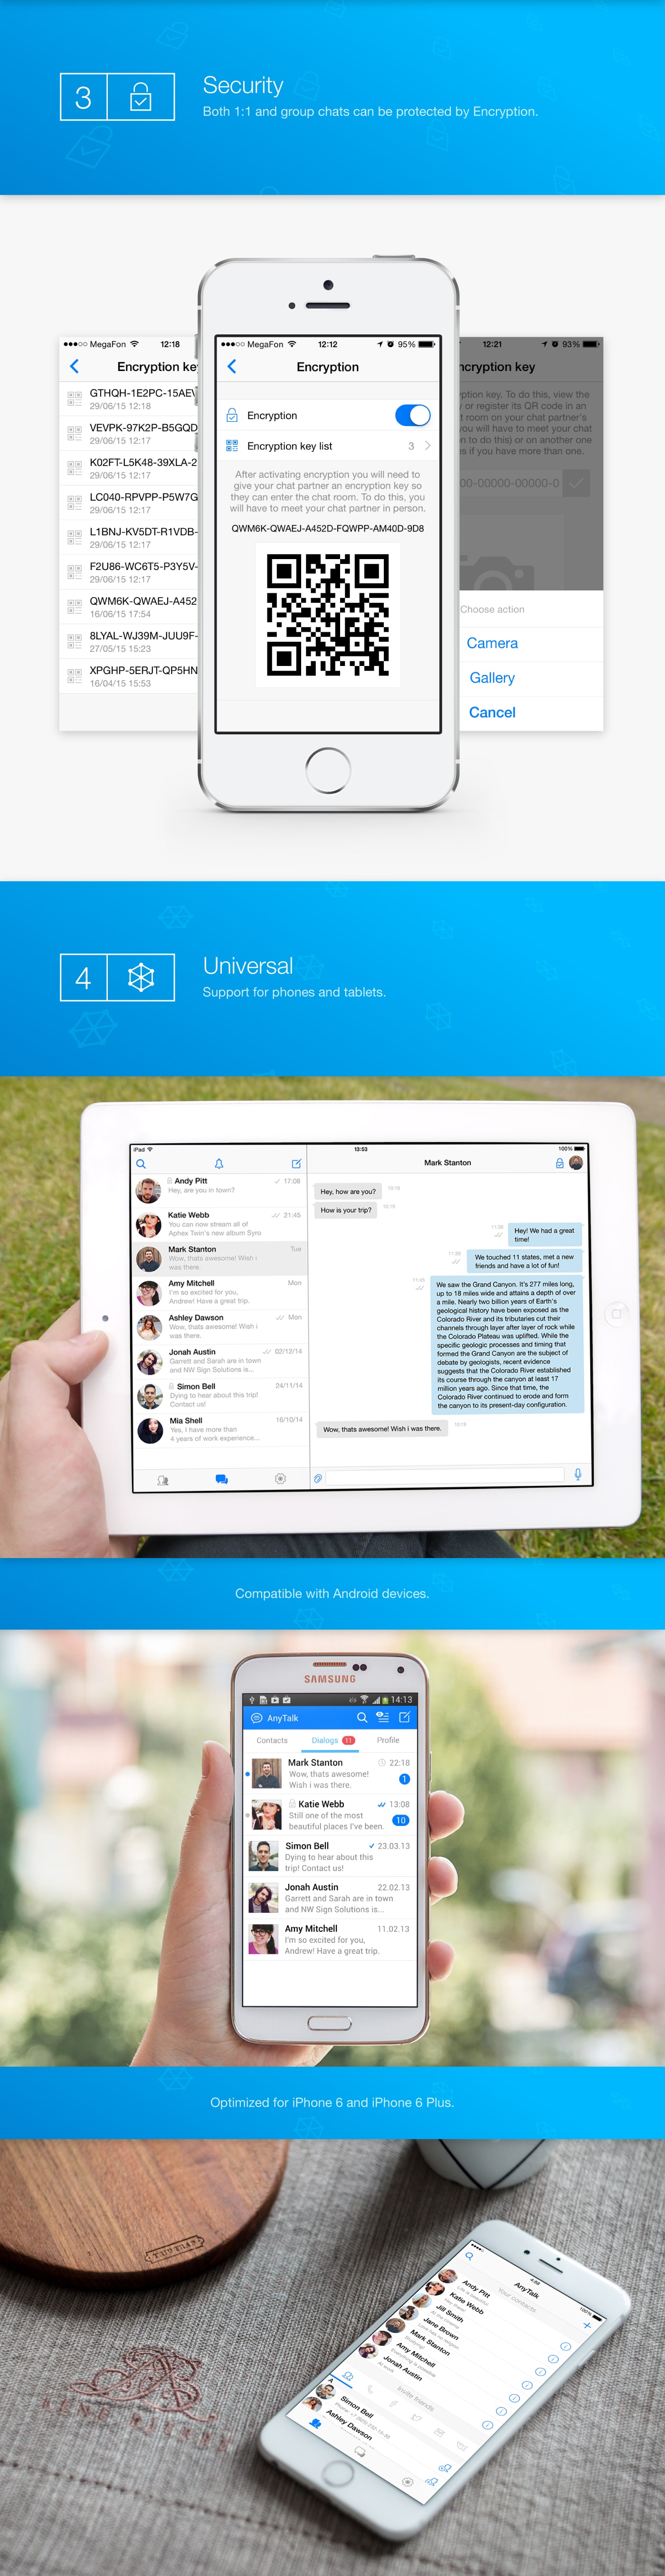 3
Security
Both 1:1 and group chats can be protected by Encryption.
MegaFon 12:18
Encryption key
GTHQH-1E2PC-15AEV
29/06/15 12:18
VEVPK-97K2P-B5GQD
29/06/15 12:17
K02FT-L5K48-39XLA-2
29/06/15 12:17
LC040-RPVPP-P5W7G
29/06/15 12:17
L1BNJ-KV5DT-R1VDB-
29/06/15 12:17
F2U86-WC6T5-P3Y5V-
29/06/15 12:17
QWM6K-QWAEJ-A452
16/06/15 17:54
8LYAL-WJ39M-JUU9F-
27/05/15 15:23
XPGHP-5ERJT-QP5HN
16/04/15 15:53
MegaFon 12:12 95%
Encryption
Encryption
Encryption key list 3
After activating encryption you will need to
give your chat partner an encryption key so
they can enter the chat room. To do this, you
will have to meet your chat partner in person.
QWM6K-QWAEJ-A452D-FQWPP-AM40D-9D8
12:21 93%
ncryption key
ption key. To do this, view the
or register its QR code in an
t room on your chat partner's
ou will have to meet your chat
n to do this) or on another one
s if you have more than one.
00-00000-00000-0
Choose action
Camera
Gallery
Cancel
4
Universal
Support for phones and tablets.
iPad 13:53 100%
Andy Pitt 17:08
Hey, are you in town?
Katie Webb 21:45
You can now stream all of
Aphex Twin's new album Syro
Mark Stanton Tue
Wow, thats awesome! Wish i
was there.
Amy Mitchell Mon
I'm so excited for you,
Andrew! Have a great trip.
Ashley Dawson Mon
Wow, thats awesome! Wish i
was there.
Jonah Austin 02/12/14
Garrett and Sarah are in town
and NW Sign Solutions is...
Simon Bell 24/11/14
Dying to hear about this trip!
Contact us!
Mia Shell 16/10/14
Yes, I have more than
4 years of work experience...
Mark Stanton
Hey, how are you? 10:19
How is your trip? 10:19
11:38 Hey! We had a great
time!
11:39 We touched 11 states, met a new
friends and have a lot of fun!
11:45 We saw the Grand Canyon. It's 277 miles long,
up to 18 miles wide and attains a depth of over
a mile. Nearly two billion years of Earth's
geological history have been exposed as the
Colorado River and its tributaries cut their
channels through layer after layer of rock while
the Colorado Plateau was uplifted. While the
specific geologic processes and timing that
formed the Grand Canyon are the subject of
debate by geologists, recent evidence
suggests that the Colorado River established
its course through the canyon at least 17
million years ago. Since that time, the
Colorado River continued to erode and form
the canyon to its present-day configuration.
Wow, thats awesome! Wish i was there. 10:19
Compatible with Android devices.
SAMSUNG
14:13
AnyTalk
Contacts Dialogs 11 Profile
Mark Stanton 22:18
Wow, thats awesome!
Wish i was there. 1
Katie Webb 13:08
Still one of the most
beautiful places I've been. 10
Simon Bell 23.03.13
Dying to hear about this
trip! Contact us!
Jonah Austin 22.02.13
Garrett and Sarah are in town
and NW Sign Solutions is...
Amy Mitchell 11.02.13
I'm so excited for you,
Andrew! Have a great trip.
Optimized for iPhone 6 and iPhone 6 Plus.
100%
AnyTalk
Your contacts
Andy Pitt
Life is beautiful
Katie Webb
Jill Smith
Jane Brown
Mark Stanton
Amy Mitchell
Everything is possible
Jonah Austin
At work
Invite friends
A
Simon Bell
Ashley Dawson